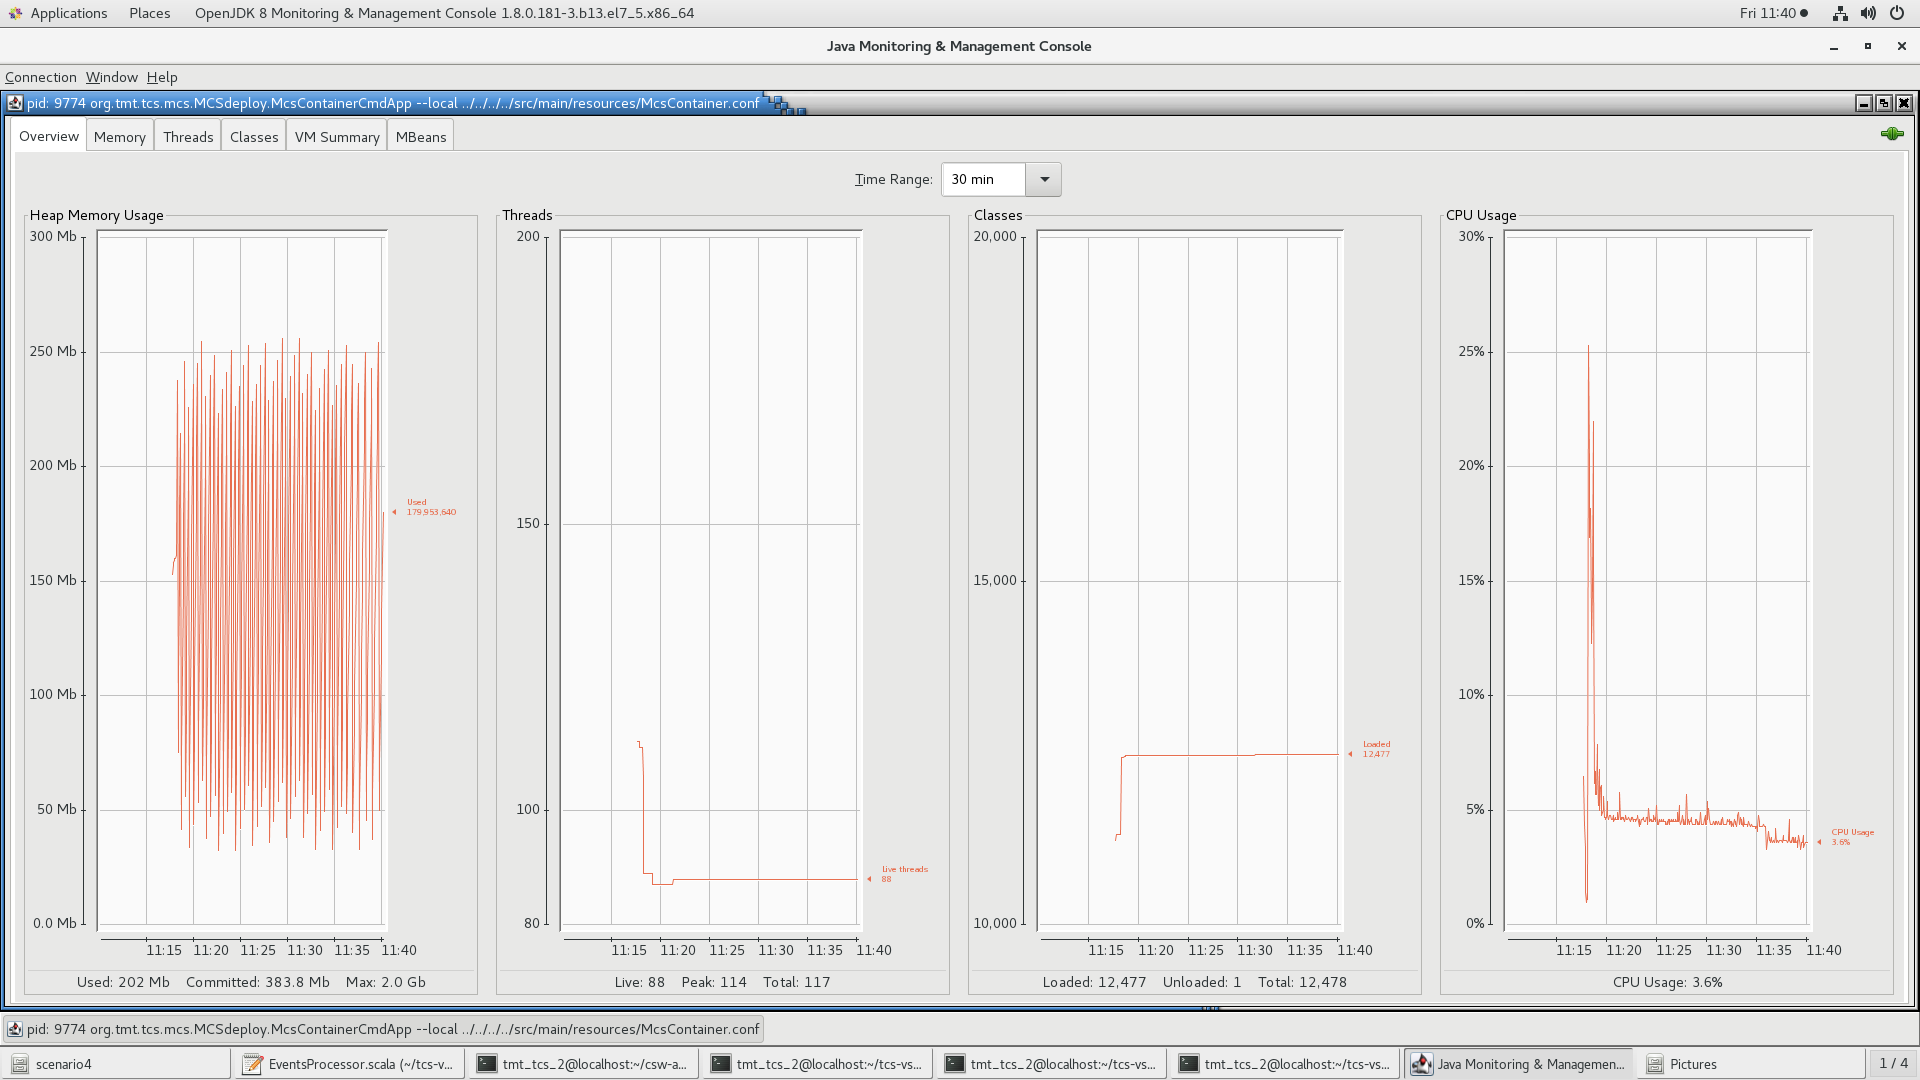 Applications Places OpenJDK 8 Monitoring & Management Console 1.8.0.181-3.b13.el7_5.x86_64 Fri 11:40
Java Monitoring & Management Console
Connection Window Help
pid: 9774 org.tmt.tcs.mcs.MCSdeploy.McsContainerCmdApp --local ../../../../src/main/resources/McsContainer.conf
Overview Memory Threads Classes VM Summary MBeans
Time Range: 30 min
Heap Memory Usage
300 Mb
250 Mb
200 Mb
150 Mb
100 Mb
50 Mb
0.0 Mb
Used
179,953,640
11:15 11:20 11:25 11:30 11:35 11:40
Used: 202 Mb Committed: 383.8 Mb Max: 2.0 Gb
Threads
200
150
100
80
Live threads
88
11:15 11:20 11:25 11:30 11:35 11:40
Live: 88 Peak: 114 Total: 117
Classes
20,000
15,000
10,000
Loaded
12,477
11:15 11:20 11:25 11:30 11:35 11:40
Loaded: 12,477 Unloaded: 1 Total: 12,478
CPU Usage
30%
25%
20%
15%
10%
5%
0%
CPU Usage
3.6%
11:15 11:20 11:25 11:30 11:35 11:40
CPU Usage: 3.6%
pid: 9774 org.tmt.tcs.mcs.MCSdeploy.McsContainerCmdApp --local ../../../../src/main/resources/McsContainer.conf
scenario4 EventsProcessor.scala (~/tcs-v... tmt_tcs_2@localhost:~/csw-a... tmt_tcs_2@localhost:~/tcs-vs... tmt_tcs_2@localhost:~/tcs-vs... tmt_tcs_2@localhost:~/tcs-vs... Java Monitoring & Managemen... Pictures 1 / 4